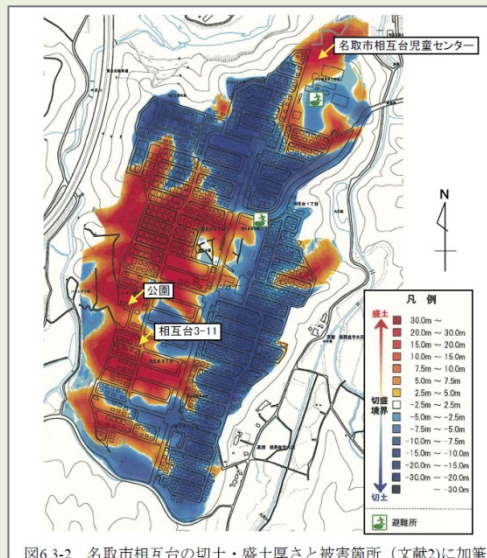 名取市相互台児童センター
N
公園
相互台3-11
凡 例
盛土
切盛
境界
切土
30.0m ～
20.0m ～ 30.0m
15.0m ～ 20.0m
10.0m ～ 15.0m
7.5m ～ 10.0m
5.0m ～ 7.5m
2.5m ～ 5.0m
-2.5m ～ 2.5m
-5.0m ～ -2.5m
-7.5m ～ -5.0m
-10.0m ～ -7.5m
-15.0m ～ -10.0m
-20.0m ～ -15.0m
-30.0m ～ -20.0m
～ -30.0m
避難所
図6.3-2 名取市相互台の切土・盛土厚さと被害箇所（文献2)に加筆